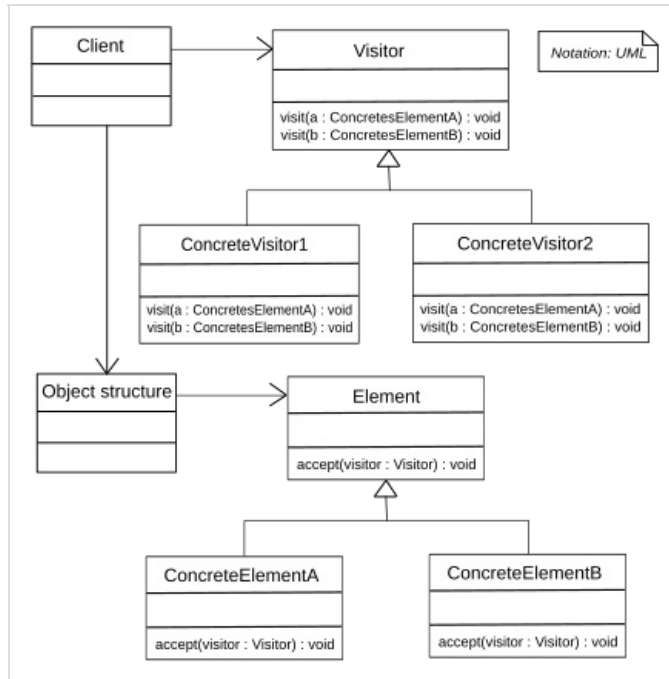 Client
Visitor
Notation: UML
visit(a : ConcretesElementA) : void
visit(b : ConcretesElementB) : void
ConcreteVisitor1
visit(a : ConcretesElementA) : void
visit(b : ConcretesElementB) : void
ConcreteVisitor2
visit(a : ConcretesElementA) : void
visit(b : ConcretesElementB) : void
Object structure
Element
accept(visitor : Visitor) : void
ConcreteElementA
accept(visitor : Visitor) : void
ConcreteElementB
accept(visitor : Visitor) : void